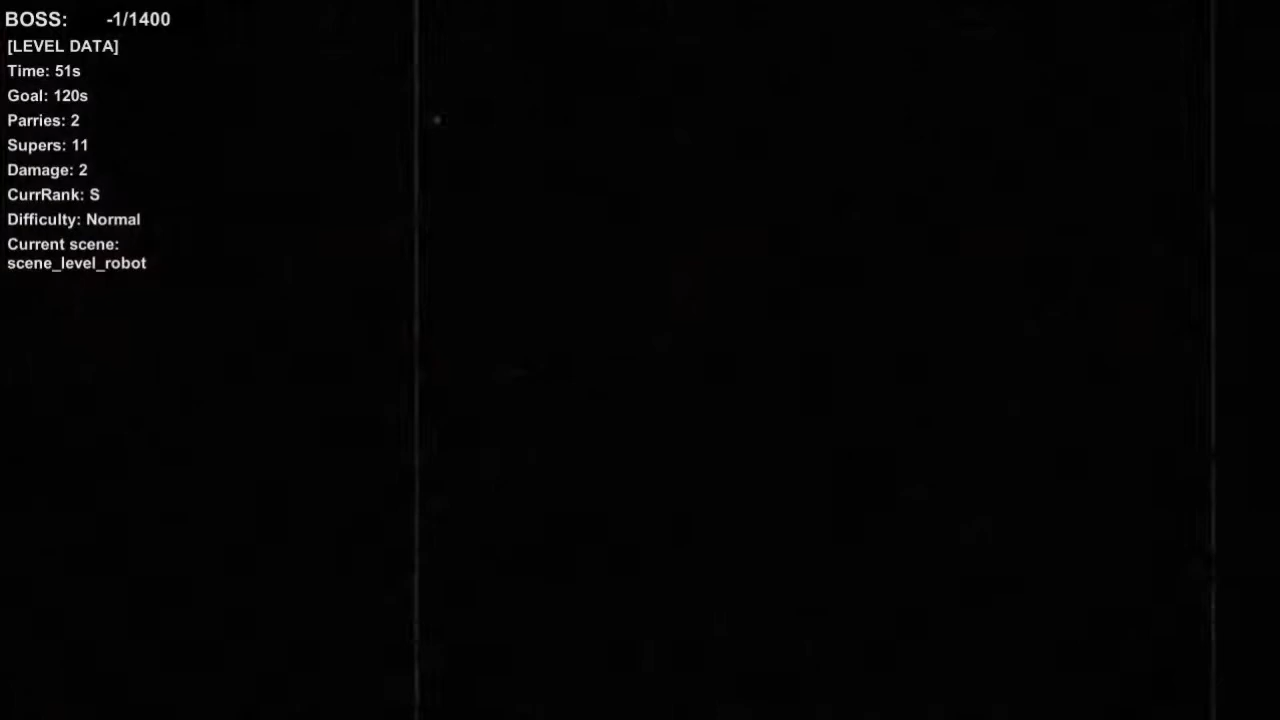 BOSS: -1/1400
[LEVEL DATA]
Time: 51s
Goal: 120s
Parries: 2
Supers: 11
Damage: 2
CurrRank: S
Difficulty: Normal
Current scene:
scene_level_robot